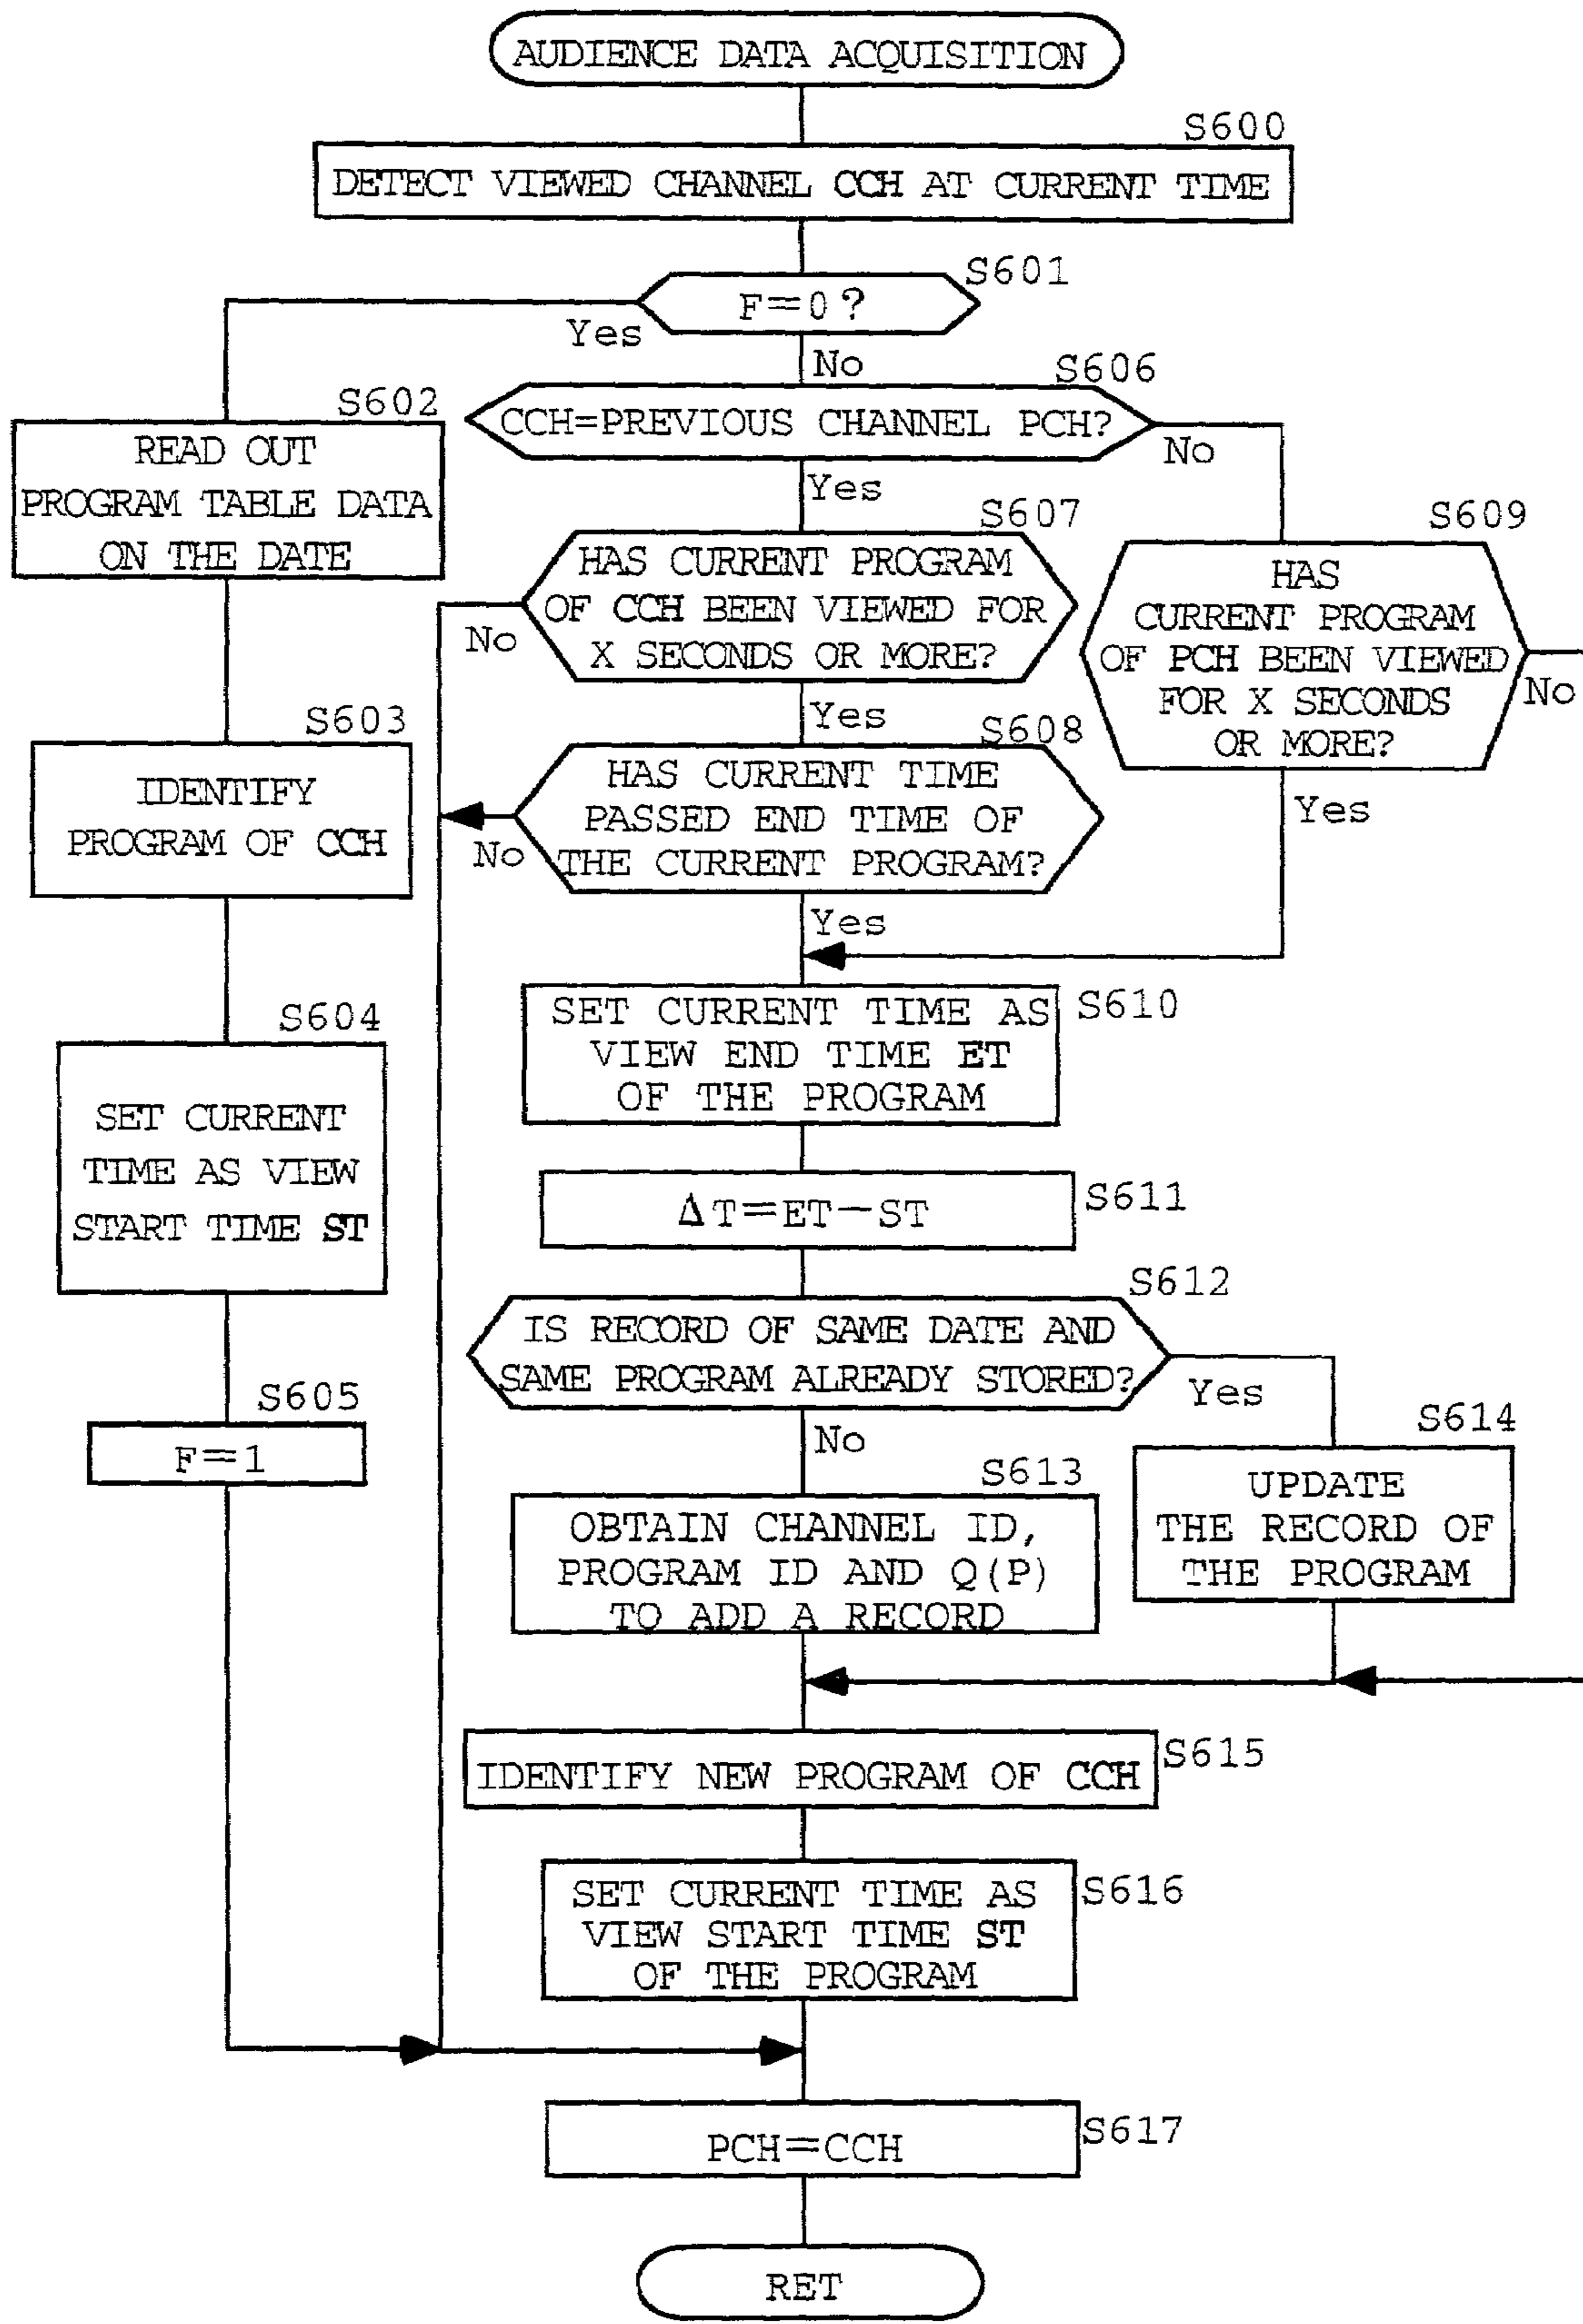 AUDIENCE DATA ACQUISITION
S600
DETECT VIEWED CHANNEL CCH AT CURRENT TIME
S601
F=0?
Yes
No
S602
READ OUT
PROGRAM TABLE DATA
ON THE DATE
S603
IDENTIFY
PROGRAM OF CCH
S604
SET CURRENT
TIME AS VIEW
START TIME ST
S605
F=1
S606
CCH=PREVIOUS CHANNEL PCH?
No
Yes
S607
HAS CURRENT PROGRAM
OF CCH BEEN VIEWED FOR
X SECONDS OR MORE?
No
Yes
S608
HAS CURRENT TIME
PASSED END TIME OF
THE CURRENT PROGRAM?
No
Yes
S609
HAS
CURRENT PROGRAM
OF PCH BEEN VIEWED
FOR X SECONDS
OR MORE?
No
Yes
S610
SET CURRENT TIME AS
VIEW END TIME ET
OF THE PROGRAM
S611
ΔT=ET-ST
S612
IS RECORD OF SAME DATE AND
SAME PROGRAM ALREADY STORED?
Yes
No
S613
OBTAIN CHANNEL ID,
PROGRAM ID AND Q(P)
TO ADD A RECORD
S614
UPDATE
THE RECORD OF
THE PROGRAM
S615
IDENTIFY NEW PROGRAM OF CCH
S616
SET CURRENT TIME AS
VIEW START TIME ST
OF THE PROGRAM
S617
PCH=CCH
RET